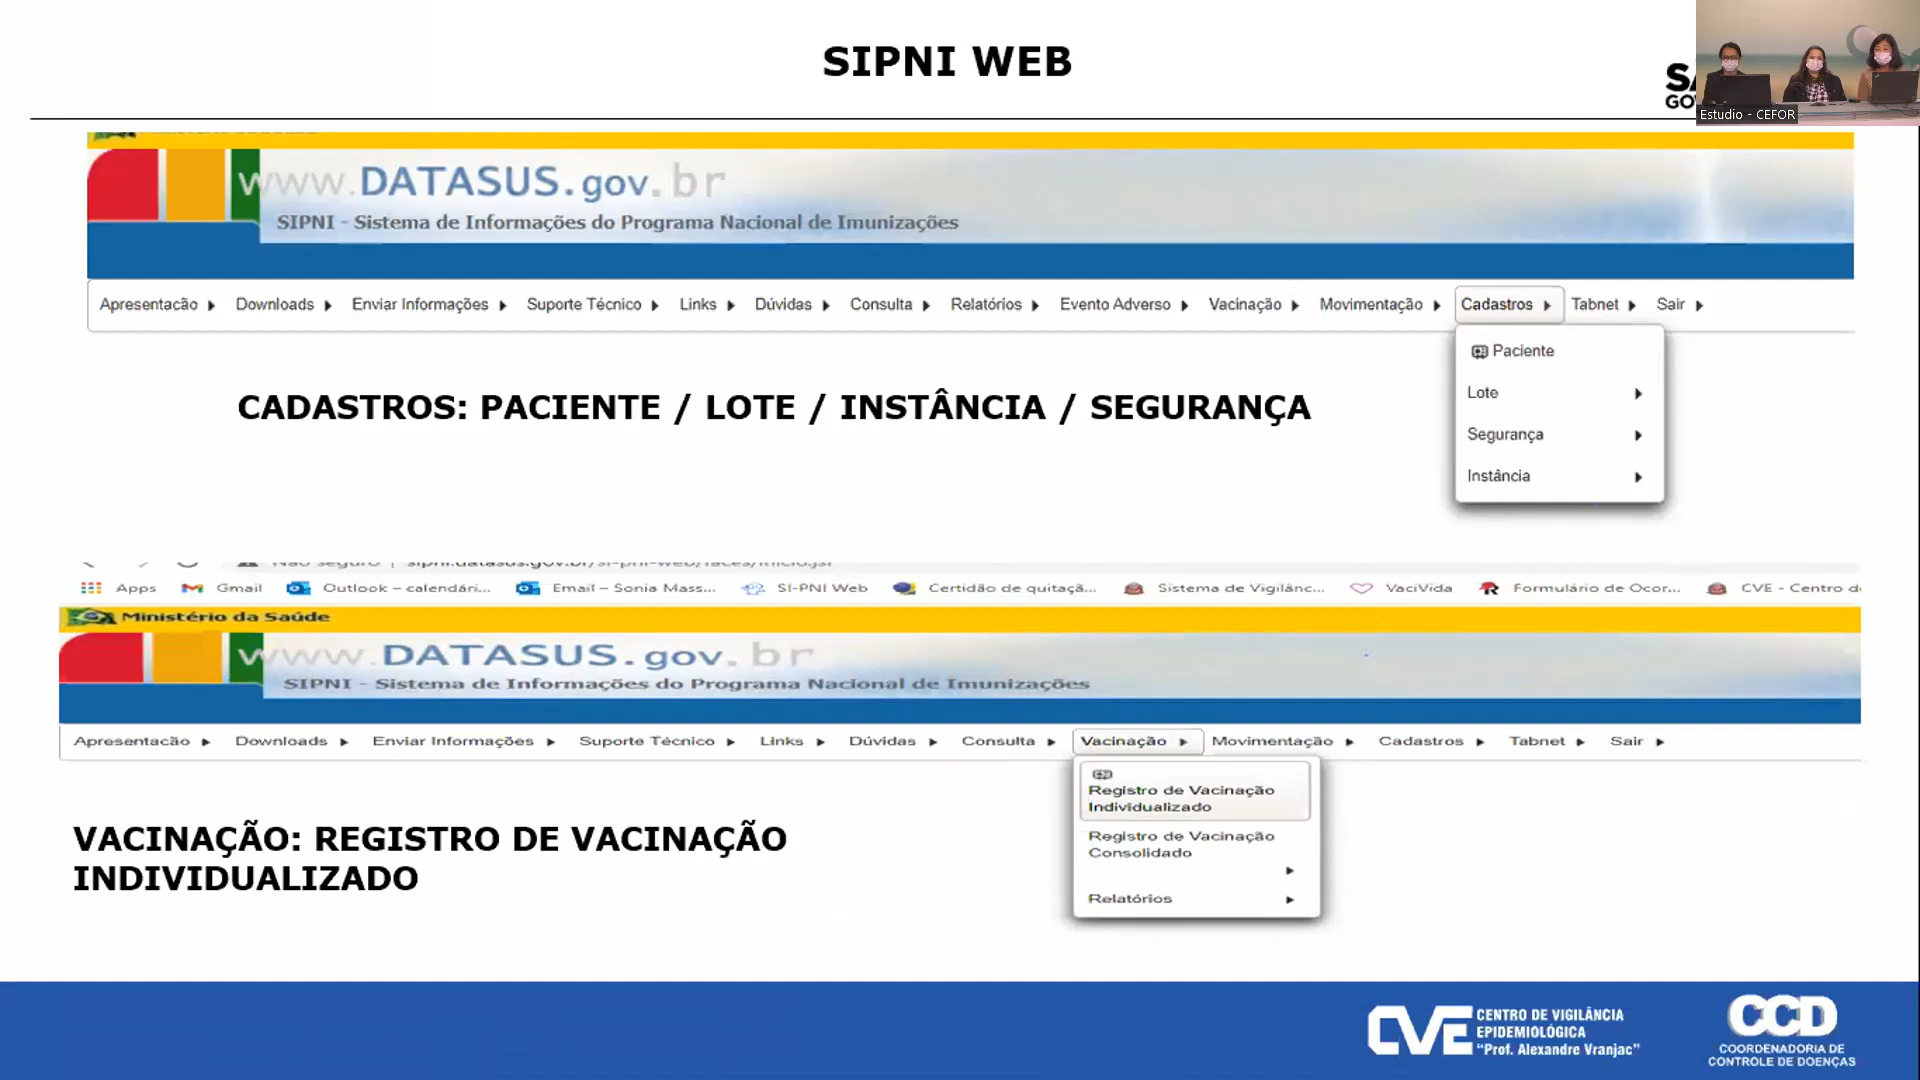 SIPNI WEB
Estudio - CEFOR
www.DATASUS.gov.br
SIPNI - Sistema de Informações do Programa Nacional de Imunizações
Apresentacão Downloads Enviar Informações Suporte Técnico Links Dúvidas Consulta Relatórios Evento Adverso Vacinação Movimentação Cadastros Tabnet Sair
Paciente
Lote
Segurança
Instância
CADASTROS: PACIENTE / LOTE / INSTÂNCIA / SEGURANÇA
Apps Gmail Outlook – calendári... Email – Sonia Mass... SI-PNI Web Certidão de quitaçã... Sistema de Vigilânc... VaciVida Formulário de Ocor... CVE - Centro d
Ministério da Saúde
www.DATASUS.gov.br
SIPNI - Sistema de Informações do Programa Nacional de Imunizações
Apresentacão Downloads Enviar Informações Suporte Técnico Links Dúvidas Consulta Vacinação Movimentação Cadastros Tabnet Sair
Registro de Vacinação
Individualizado
Registro de Vacinação
Consolidado
Relatórios
VACINAÇÃO: REGISTRO DE VACINAÇÃO
INDIVIDUALIZADO
CVE CENTRO DE VIGILÂNCIA
EPIDEMIOLÓGICA
"Prof. Alexandre Vranjac"
CCD
COORDENADORIA DE
CONTROLE DE DOENÇAS